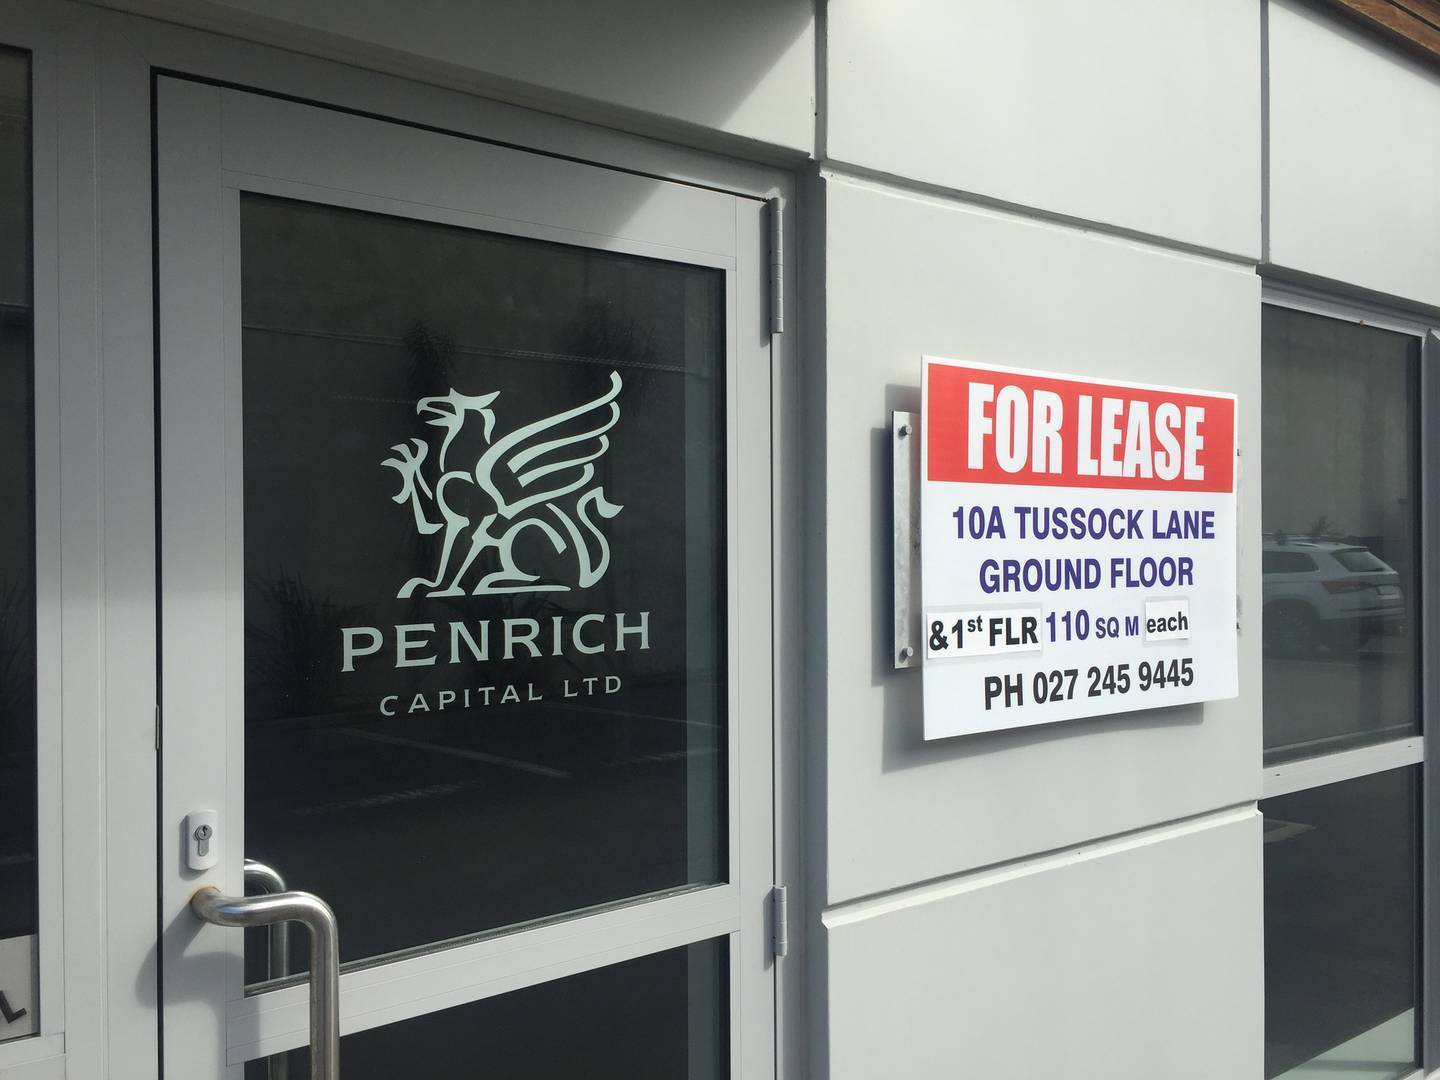 PENRICH
CAPITAL LTD
FOR LEASE
10A TUSSOCK LANE
GROUND FLOOR
&1st FLR 110 SQ M each
PH 027 245 9445